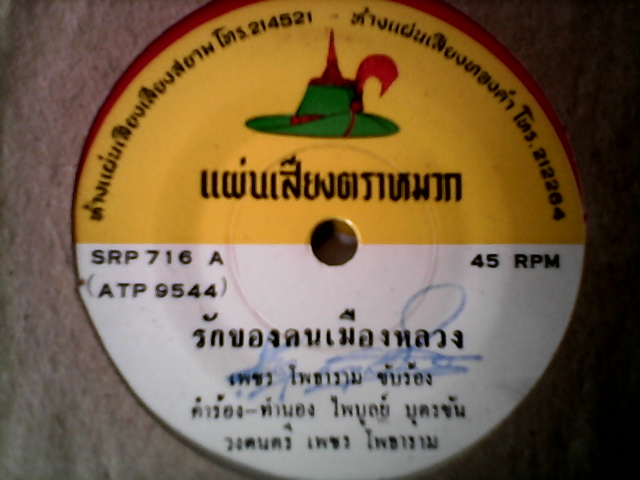 ห้างแผ่นเสียงเสียงสยาม โทร.214521 - ห้างแผ่นเสียงทองคำ โทร. 212284
แผ่นเสียงตราหมวก
SRP 716 A
45 RPM
(ATP 9544)
รักของคนเมืองหลวง
เพชร โพธาราม ขับร้อง
คำร้อง-ทำนอง ไพบูลย์ บุตรขัน
วงดนตรี เพชร โพธาราม